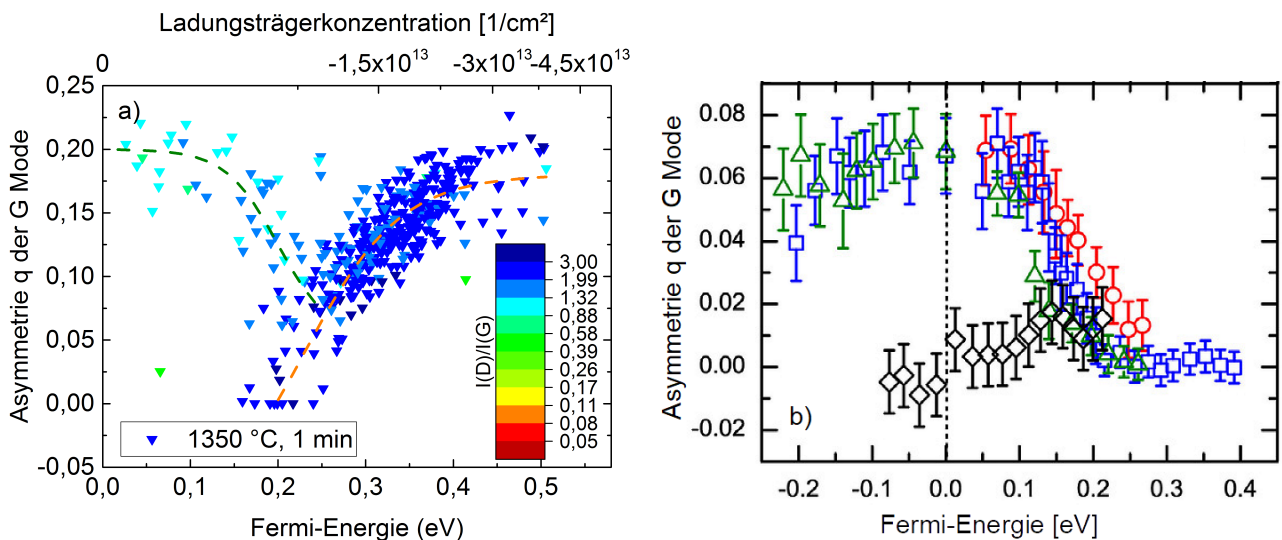 Ladungsträgerkonzentration [1/cm²]
0 -1,5x10¹³ -3x10¹³ -4,5x10¹³
a)
0,25
0,20
0,15
0,10
0,05
0,00
-0,05
Asymmetrie q der G Mode
I(D)/I(G)
3,00
1,99
1,32
0,88
0,58
0,39
0,26
0,17
0,11
0,08
0,05
1350 °C, 1 min
0,0 0,1 0,2 0,3 0,4 0,5
Fermi-Energie (eV)
b)
0.08
0.06
0.04
0.02
0.00
-0.02
Asymmetrie q der G Mode
-0.2 -0.1 0.0 0.1 0.2 0.3 0.4
Fermi-Energie [eV]